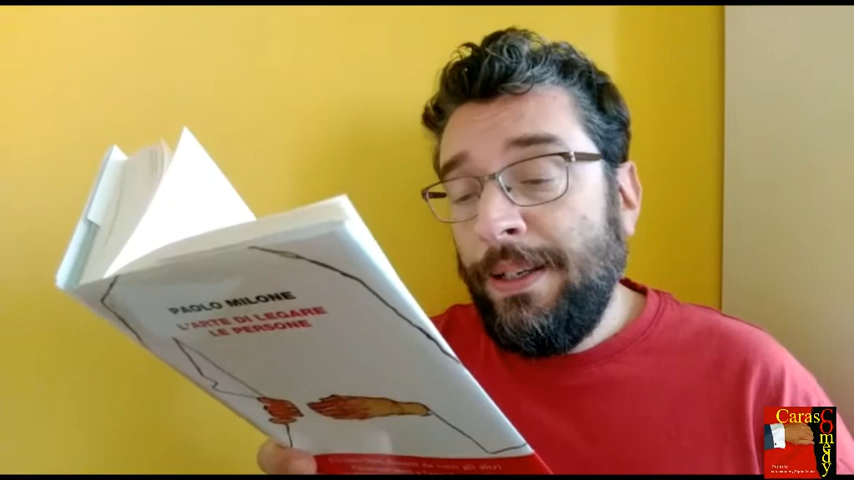 PAOLO MILONE
L'ARTE DI LEGARE
LE PERSONE
Caras
Comedy